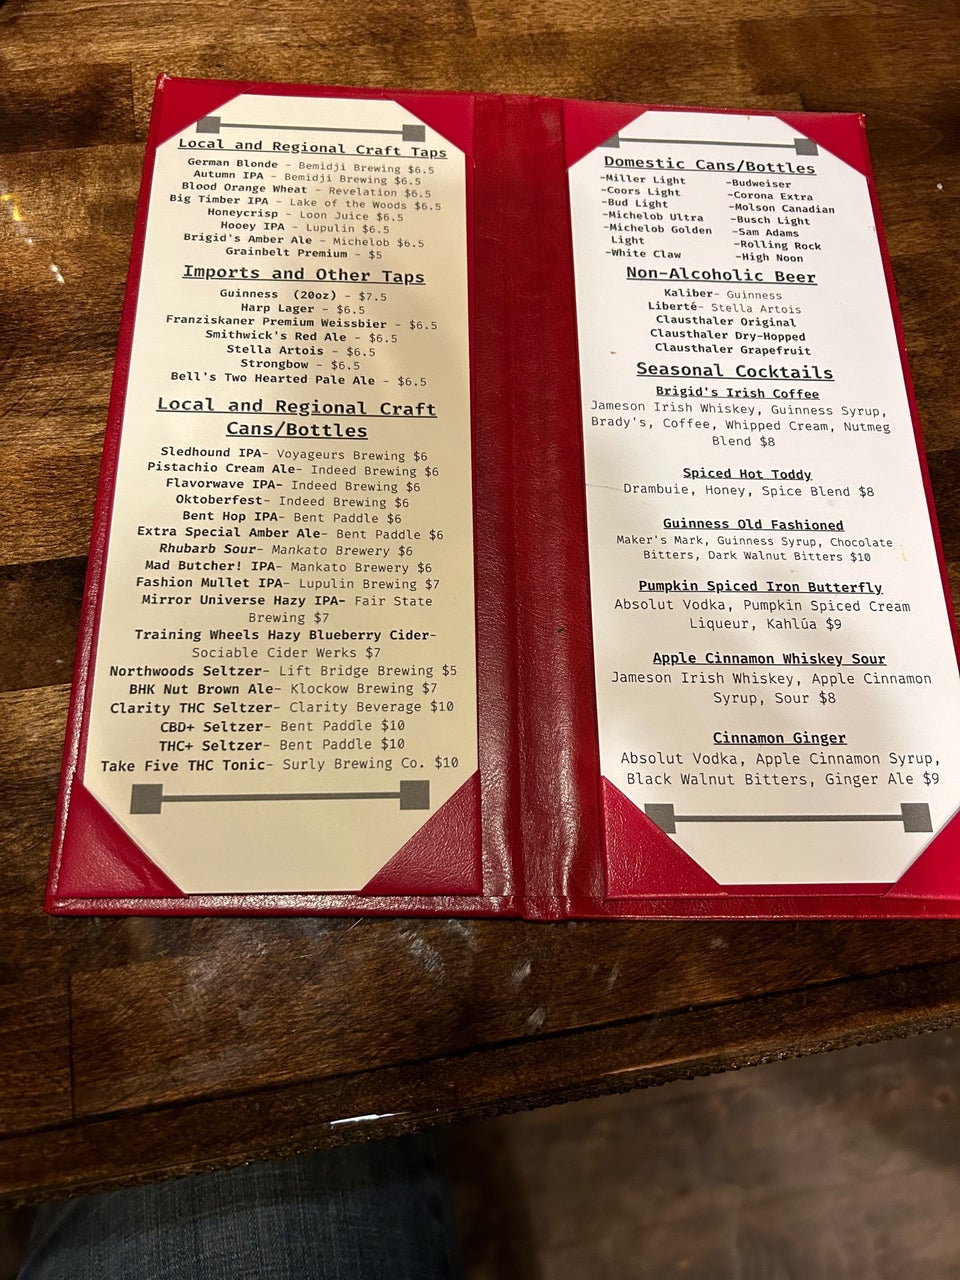 Local and Regional Craft Taps
German Blonde - Bemidji Brewing $6.5
Autumn IPA - Bemidji Brewing $6.5
Blood Orange Wheat - Revelation $6.5
Big Timber IPA - Lake of the Woods $6.5
Honeycrisp - Loon Juice $6.5
Hooey IPA - Lupulin $6.5
Brigid's Amber Ale - Michelob $6.5
Grainbelt Premium - $5
Imports and Other Taps
Guinness (20oz) - $7.5
Harp Lager - $6.5
Franziskaner Premium Weissbier - $6.5
Smithwick's Red Ale - $6.5
Stella Artois - $6.5
Strongbow - $6.5
Bell's Two Hearted Pale Ale - $6.5
Local and Regional Craft
Cans/Bottles
Sledhound IPA- Voyageurs Brewing $6
Pistachio Cream Ale- Indeed Brewing $6
Flavorwave IPA- Indeed Brewing $6
Oktoberfest- Indeed Brewing $6
Bent Hop IPA- Bent Paddle $6
Extra Special Amber Ale- Bent Paddle $6
Rhubarb Sour- Mankato Brewery $6
Mad Butcher! IPA- Mankato Brewery $6
Fashion Mullet IPA- Lupulin Brewing $7
Mirror Universe Hazy IPA- Fair State
Brewing $7
Training Wheels Hazy Blueberry Cider-
Sociable Cider Werks $7
Northwoods Seltzer- Lift Bridge Brewing $5
BHK Nut Brown Ale- Klockow Brewing $7
Clarity THC Seltzer- Clarity Beverage $10
CBD+ Seltzer- Bent Paddle $10
THC+ Seltzer- Bent Paddle $10
Take Five THC Tonic- Surly Brewing Co. $10
Domestic Cans/Bottles
-Miller Light
-Coors Light
-Bud Light
-Michelob Ultra
-Michelob Golden
Light
-White Claw
-Budweiser
-Corona Extra
-Molson Canadian
-Busch Light
-Sam Adams
-Rolling Rock
-High Noon
Non-Alcoholic Beer
Kaliber- Guinness
Liberté- Stella Artois
Clausthaler Original
Clausthaler Dry-Hopped
Clausthaler Grapefruit
Seasonal Cocktails
Brigid's Irish Coffee
Jameson Irish Whiskey, Guinness Syrup,
Brady's, Coffee, Whipped Cream, Nutmeg
Blend $8
Spiced Hot Toddy
Drambuie, Honey, Spice Blend $8
Guinness Old Fashioned
Maker's Mark, Guinness Syrup, Chocolate
Bitters, Dark Walnut Bitters $10
Pumpkin Spiced Iron Butterfly
Absolut Vodka, Pumpkin Spiced Cream
Liqueur, Kahlúa $9
Apple Cinnamon Whiskey Sour
Jameson Irish Whiskey, Apple Cinnamon
Syrup, Sour $8
Cinnamon Ginger
Absolut Vodka, Apple Cinnamon Syrup,
Black Walnut Bitters, Ginger Ale $9